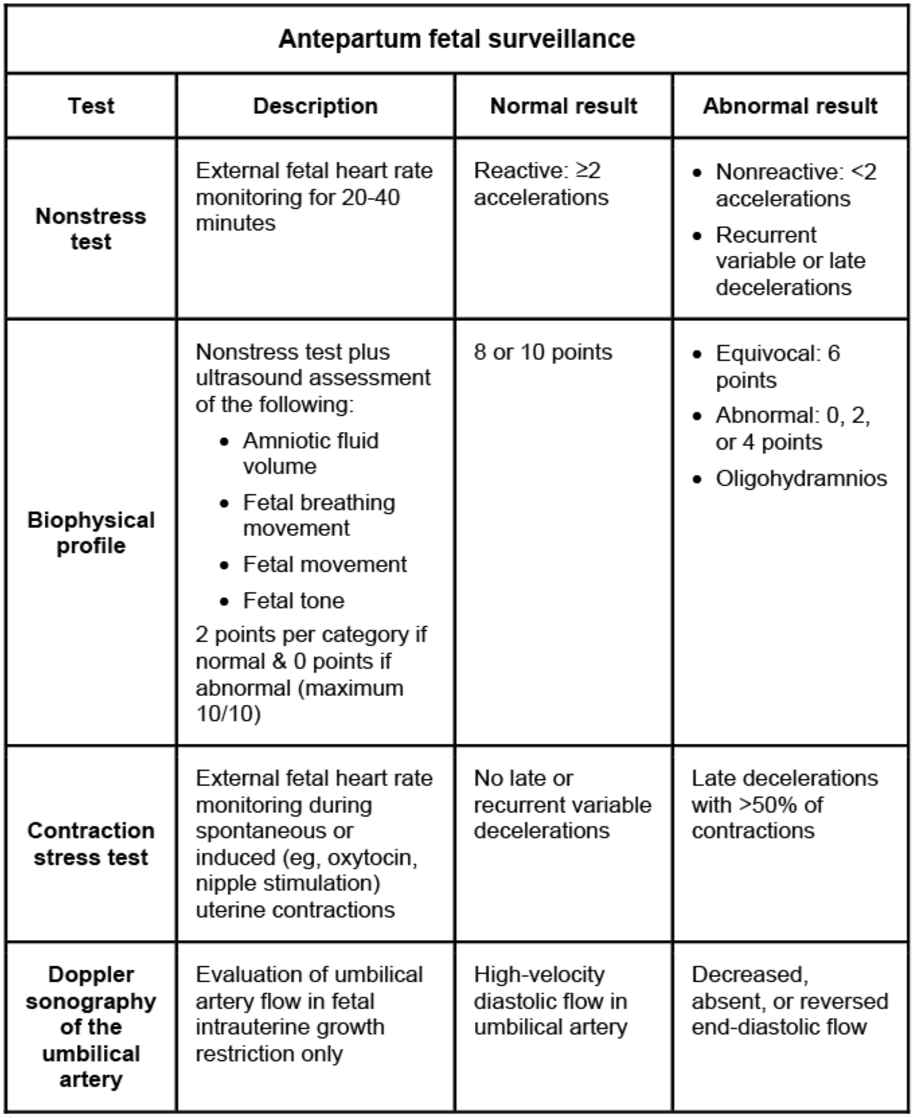 Antepartum fetal surveillance
Test
Description
Normal result
Abnormal result
Nonstress
test
External fetal heart rate
monitoring for 20-40
minutes
Reactive: ≥2
accelerations
• Nonreactive: <2
accelerations
• Recurrent
variable or late
decelerations
Biophysical
profile
Nonstress test plus
ultrasound assessment
of the following:
• Amniotic fluid
volume
• Fetal breathing
movement
• Fetal movement
• Fetal tone
2 points per category if
normal & 0 points if
abnormal (maximum
10/10)
8 or 10 points
• Equivocal: 6
points
• Abnormal: 0, 2,
or 4 points
• Oligohydramnios
Contraction
stress test
External fetal heart rate
monitoring during
spontaneous or
induced (eg, oxytocin,
nipple stimulation)
uterine contractions
No late or
recurrent variable
decelerations
Late decelerations
with >50% of
contractions
Doppler
sonography
of the
umbilical
artery
Evaluation of umbilical
artery flow in fetal
intrauterine growth
restriction only
High-velocity
diastolic flow in
umbilical artery
Decreased,
absent, or reversed
end-diastolic flow